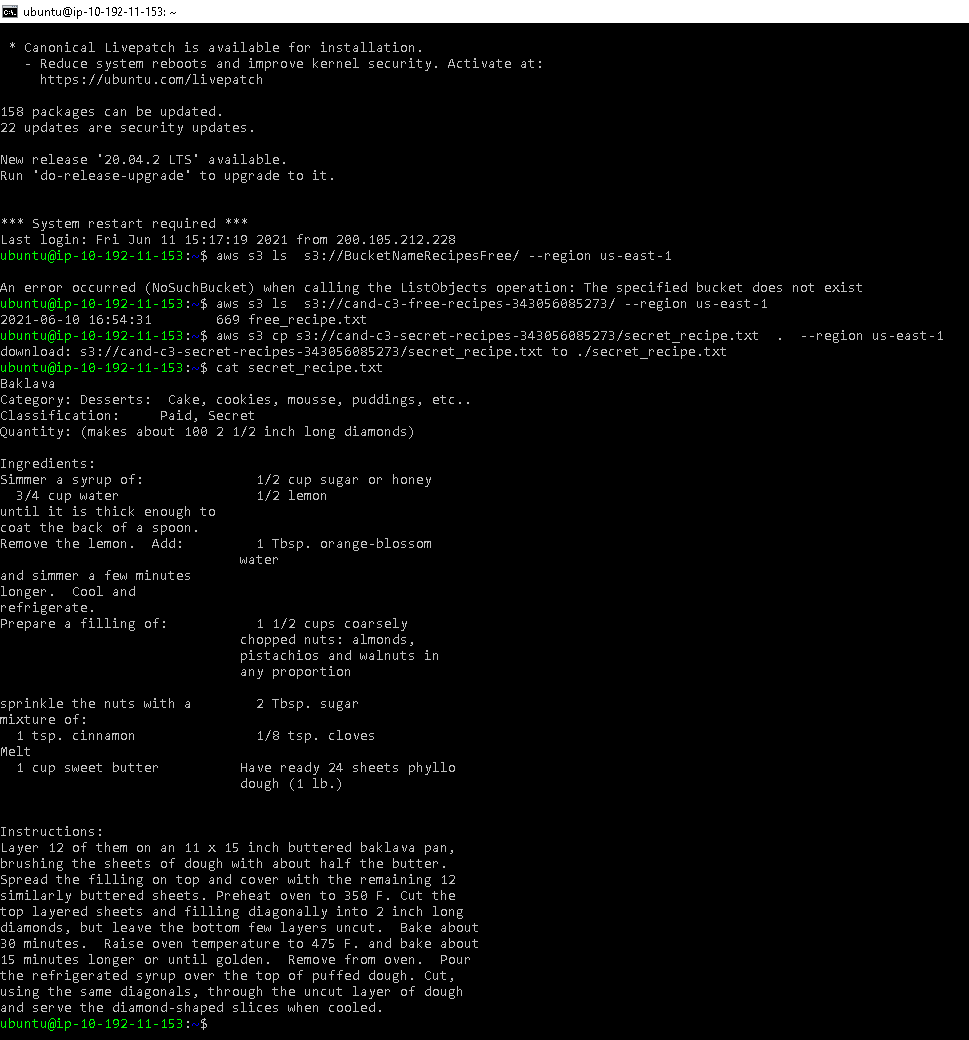 ubuntu@ip-10-192-11-153: ~
 * Canonical Livepatch is available for installation.
   - Reduce system reboots and improve kernel security. Activate at:
     https://ubuntu.com/livepatch

158 packages can be updated.
22 updates are security updates.

New release '20.04.2 LTS' available.
Run 'do-release-upgrade' to upgrade to it.


*** System restart required ***
Last login: Fri Jun 11 15:17:19 2021 from 200.105.212.228
ubuntu@ip-10-192-11-153:~$ aws s3 ls  s3://BucketNameRecipesFree/ --region us-east-1

An error occurred (NoSuchBucket) when calling the ListObjects operation: The specified bucket does not exist
ubuntu@ip-10-192-11-153:~$ aws s3 ls  s3://cand-c3-free-recipes-343056085273/ --region us-east-1
2021-06-10 16:54:31        669 free_recipe.txt
ubuntu@ip-10-192-11-153:~$ aws s3 cp s3://cand-c3-secret-recipes-343056085273/secret_recipe.txt  .  --region us-east-1
download: s3://cand-c3-secret-recipes-343056085273/secret_recipe.txt to ./secret_recipe.txt
ubuntu@ip-10-192-11-153:~$ cat secret_recipe.txt
Baklava
Category: Desserts:  Cake, cookies, mousse, puddings, etc..
Classification:     Paid, Secret
Quantity: (makes about 100 2 1/2 inch long diamonds)

Ingredients:
Simmer a syrup of:              1/2 cup sugar or honey
  3/4 cup water                 1/2 lemon
until it is thick enough to
coat the back of a spoon.
Remove the lemon.  Add:         1 Tbsp. orange-blossom
                              water
and simmer a few minutes
longer.  Cool and
refrigerate.
Prepare a filling of:           1 1/2 cups coarsely
                              chopped nuts: almonds,
                              pistachios and walnuts in
                              any proportion

sprinkle the nuts with a        2 Tbsp. sugar
mixture of:
  1 tsp. cinnamon               1/8 tsp. cloves
Melt
  1 cup sweet butter          Have ready 24 sheets phyllo
                              dough (1 lb.)


Instructions:
Layer 12 of them on an 11 x 15 inch buttered baklava pan,
brushing the sheets of dough with about half the butter.
Spread the filling on top and cover with the remaining 12
similarly buttered sheets. Preheat oven to 350 F. Cut the
top layered sheets and filling diagonally into 2 inch long
diamonds, but leave the bottom few layers uncut.  Bake about
30 minutes.  Raise oven temperature to 475 F. and bake about
15 minutes longer or until golden.  Remove from oven.  Pour
the refrigerated syrup over the top of puffed dough. Cut,
using the same diagonals, through the uncut layer of dough
and serve the diamond-shaped slices when cooled.
ubuntu@ip-10-192-11-153:~$